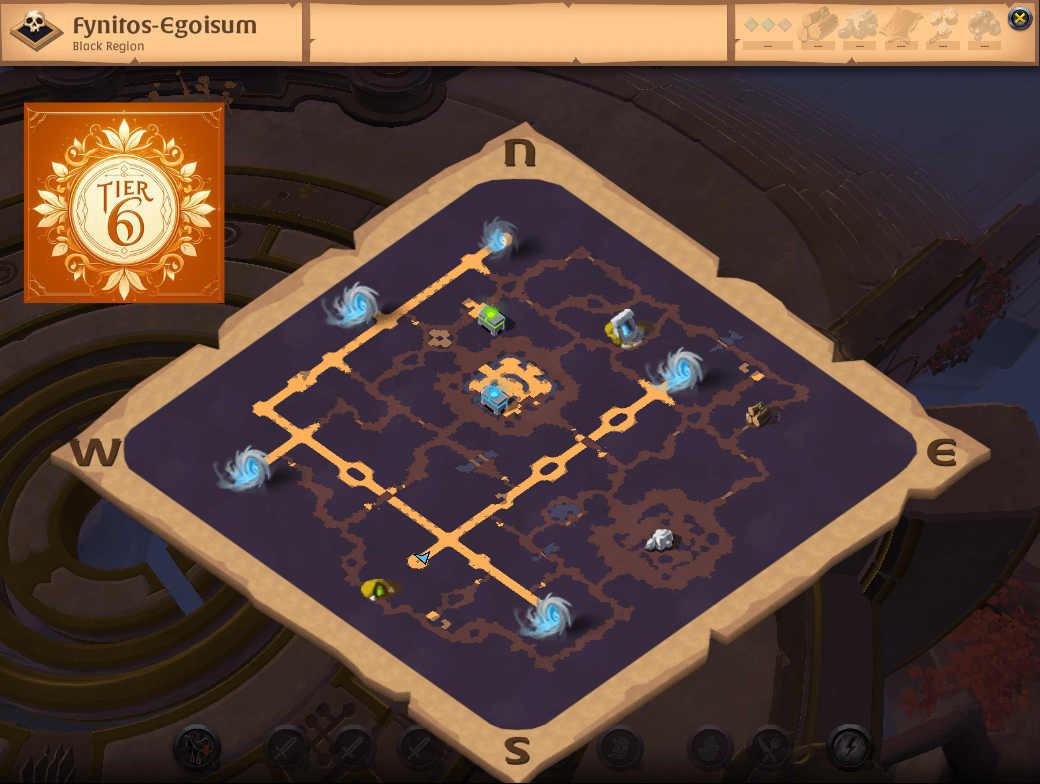 Fynitos-Egoisum
Black Region
--- --- --- --- --- ---
TIER
6
N
W
E
S